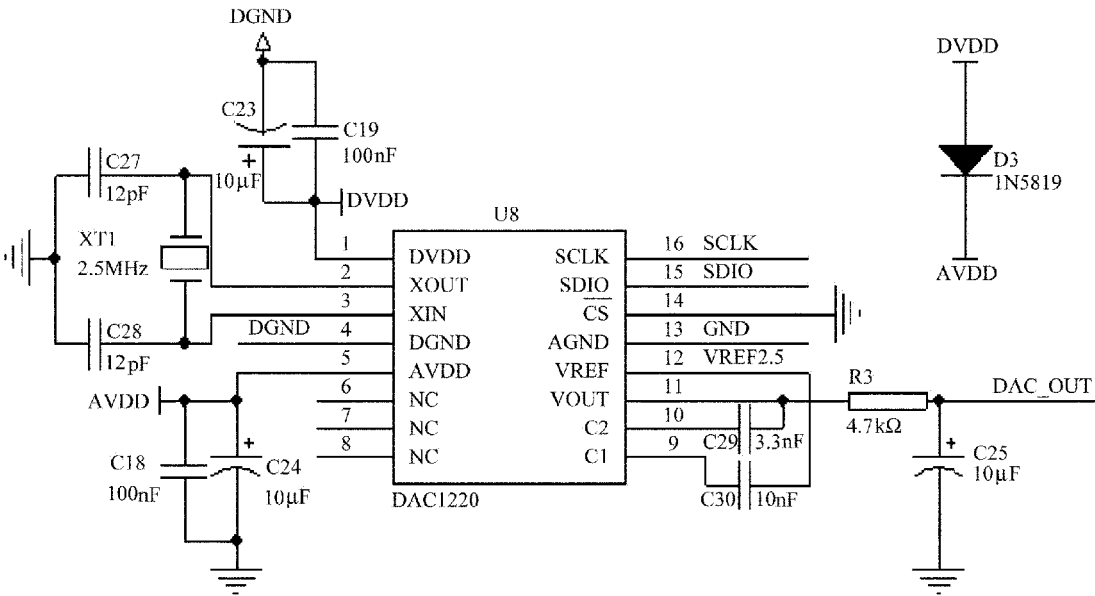 DGND
DVDD
C23
C19
100nF
10μF
C27
12pF
DVDD
D3
1N5819
U8
XT1
2.5MHz
1
DVDD
SCLK
16
SCLK
2
XOUT
SDIO
15
SDIO
AVDD
3
XIN
CS
14
C28
12pF
DGND
4
DGND
AGND
13
GND
5
AVDD
VREF
12
VREF2.5
AVDD
6
NC
VOUT
11
R3
4.7kΩ
DAC_OUT
7
NC
C2
10
C29
3.3nF
8
NC
C1
9
C18
100nF
C24
10μF
C25
10μF
DAC1220
C30
10nF